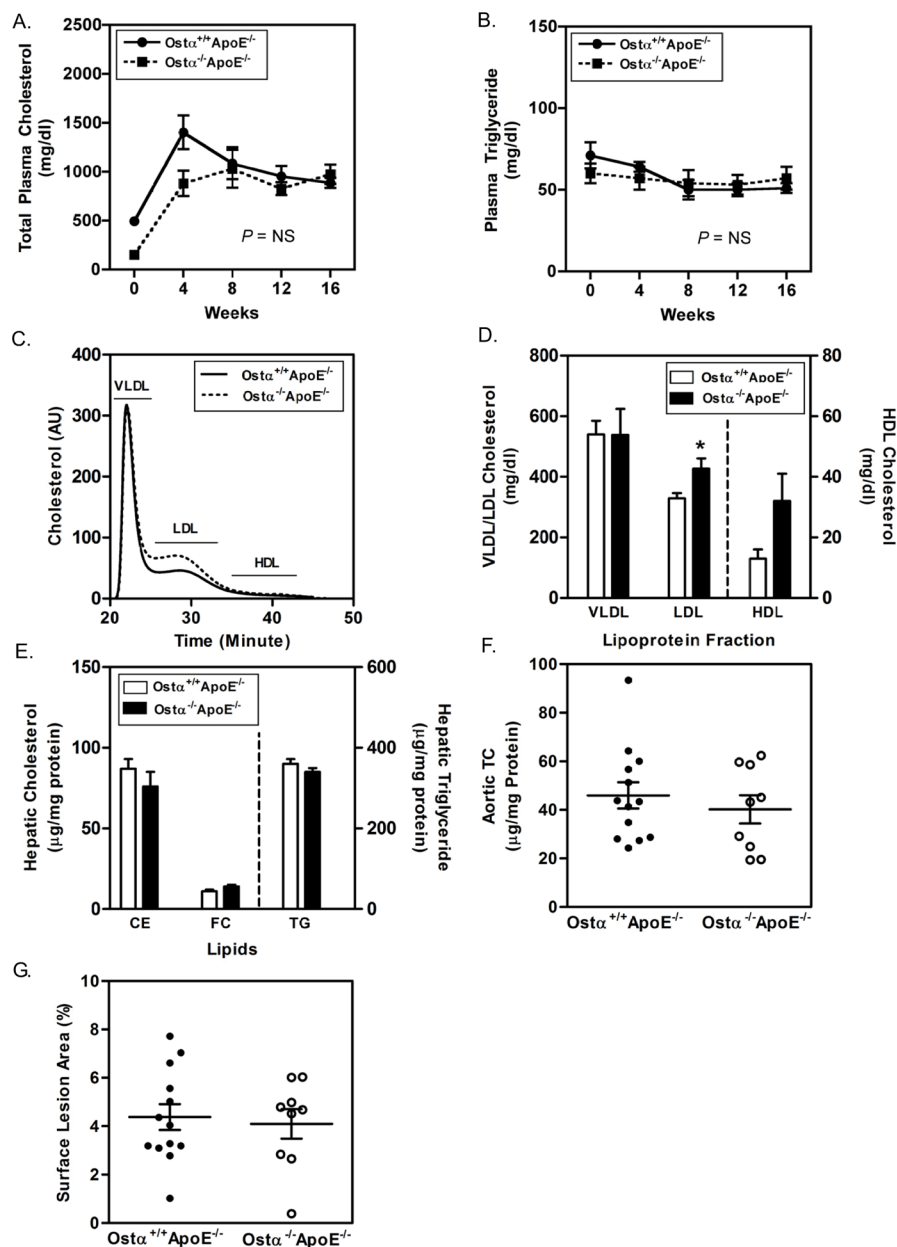 A.
Total Plasma Cholesterol
(mg/dl)
2500
2000
1500
1000
500
0
Ostα+/+ApoE-/-
Ostα-/-ApoE-/-
P = NS
0 4 8 12 16
Weeks
B.
Plasma Triglyceride
(mg/dl)
150
100
50
0
Ostα+/+ApoE-/-
Ostα-/-ApoE-/-
P = NS
0 4 8 12 16
Weeks
C.
Cholesterol (AU)
400
300
200
100
0
Ostα+/+ApoE-/-
Ostα-/-ApoE-/-
VLDL
LDL
HDL
20 30 40 50
Time (Minute)
D.
VLDL/LDL Cholesterol
(mg/dl)
800
600
400
200
0
Ostα+/+ApoE-/-
Ostα-/-ApoE-/-
*
80
60
40
20
0
HDL Cholesterol
(mg/dl)
VLDL LDL HDL
Lipoprotein Fraction
E.
Hepatic Cholesterol
(μg/mg protein)
150
100
50
0
Ostα+/+ApoE-/-
Ostα-/-ApoE-/-
600
400
200
0
Hepatic Triglyceride
(μg/mg protein)
CE FC TG
Lipids
F.
Aortic TC
(μg/mg Protein)
100
80
60
40
20
0
Ostα+/+ApoE-/- Ostα-/-ApoE-/-
G.
Surface Lesion Area (%)
10
8
6
4
2
0
Ostα+/+ApoE-/- Ostα-/-ApoE-/-